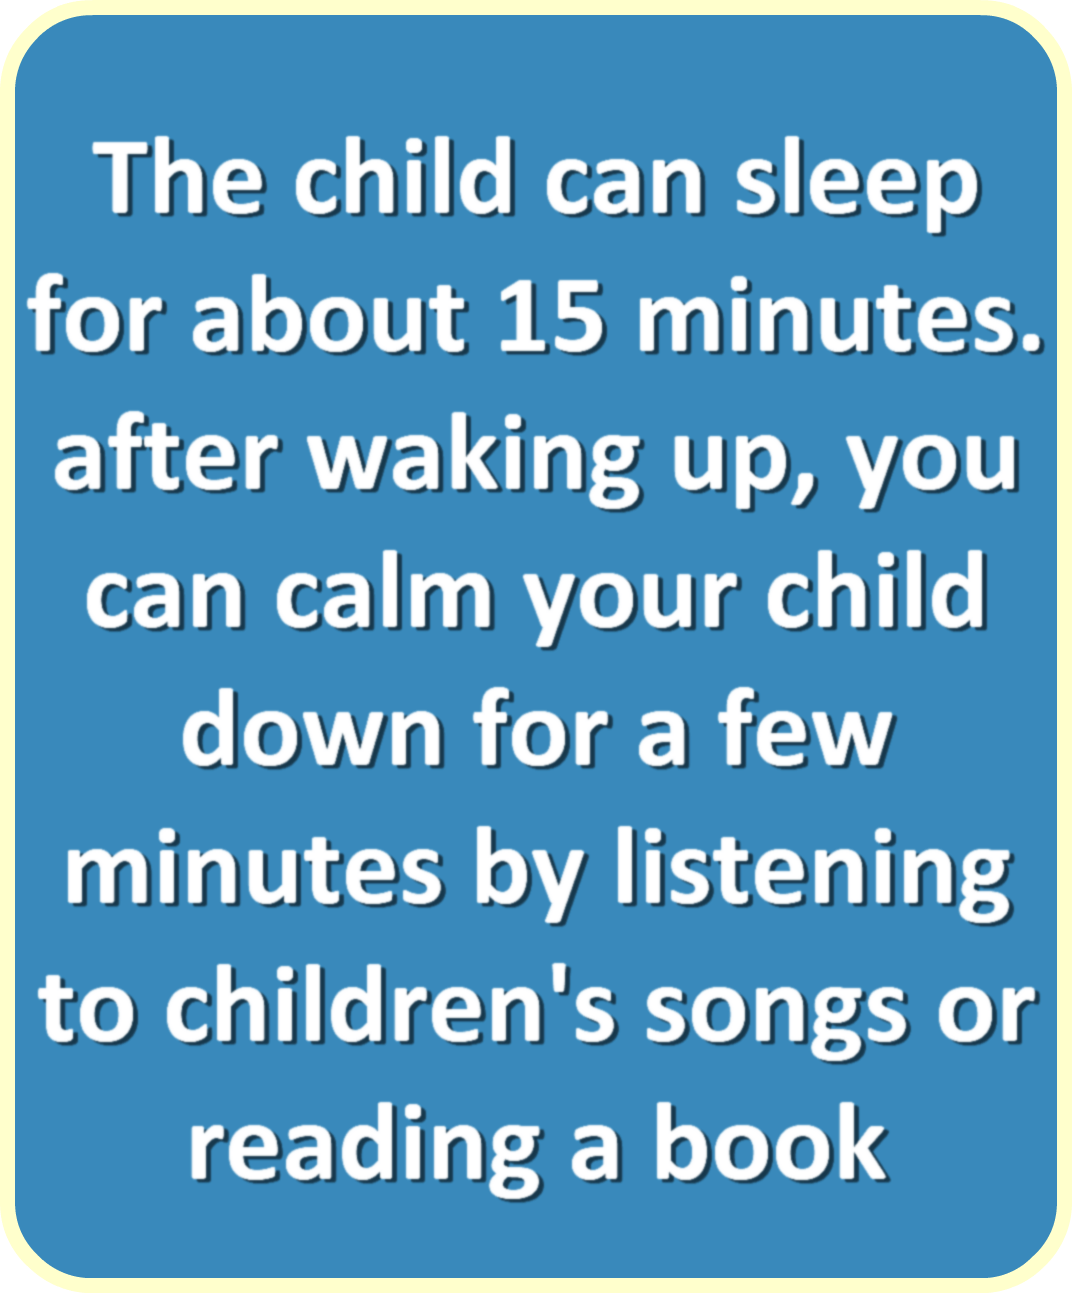 The child can sleep
for about 15 minutes.
after waking up, you
can calm your child
down for a few
minutes by listening
to children's songs or
reading a book